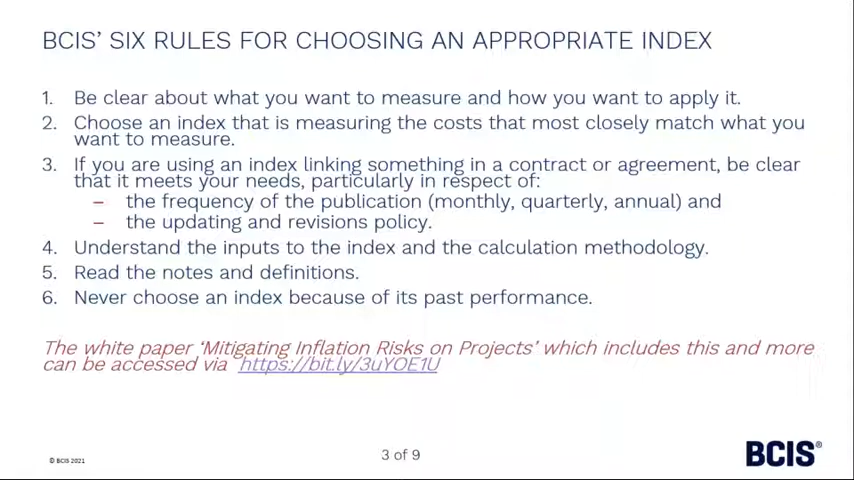 BCIS' SIX RULES FOR CHOOSING AN APPROPRIATE INDEX
1. Be clear about what you want to measure and how you want to apply it.
2. Choose an index that is measuring the costs that most closely match what you
want to measure.
3. If you are using an index linking something in a contract or agreement, be clear
that it meets your needs, particularly in respect of:
– the frequency of the publication (monthly, quarterly, annual) and
– the updating and revisions policy.
4. Understand the inputs to the index and the calculation methodology.
5. Read the notes and definitions.
6. Never choose an index because of its past performance.
The white paper 'Mitigating Inflation Risks on Projects' which includes this and more
can be accessed via https://bit.ly/3uYOE1U
© BCIS 2021
3 of 9
BCIS®